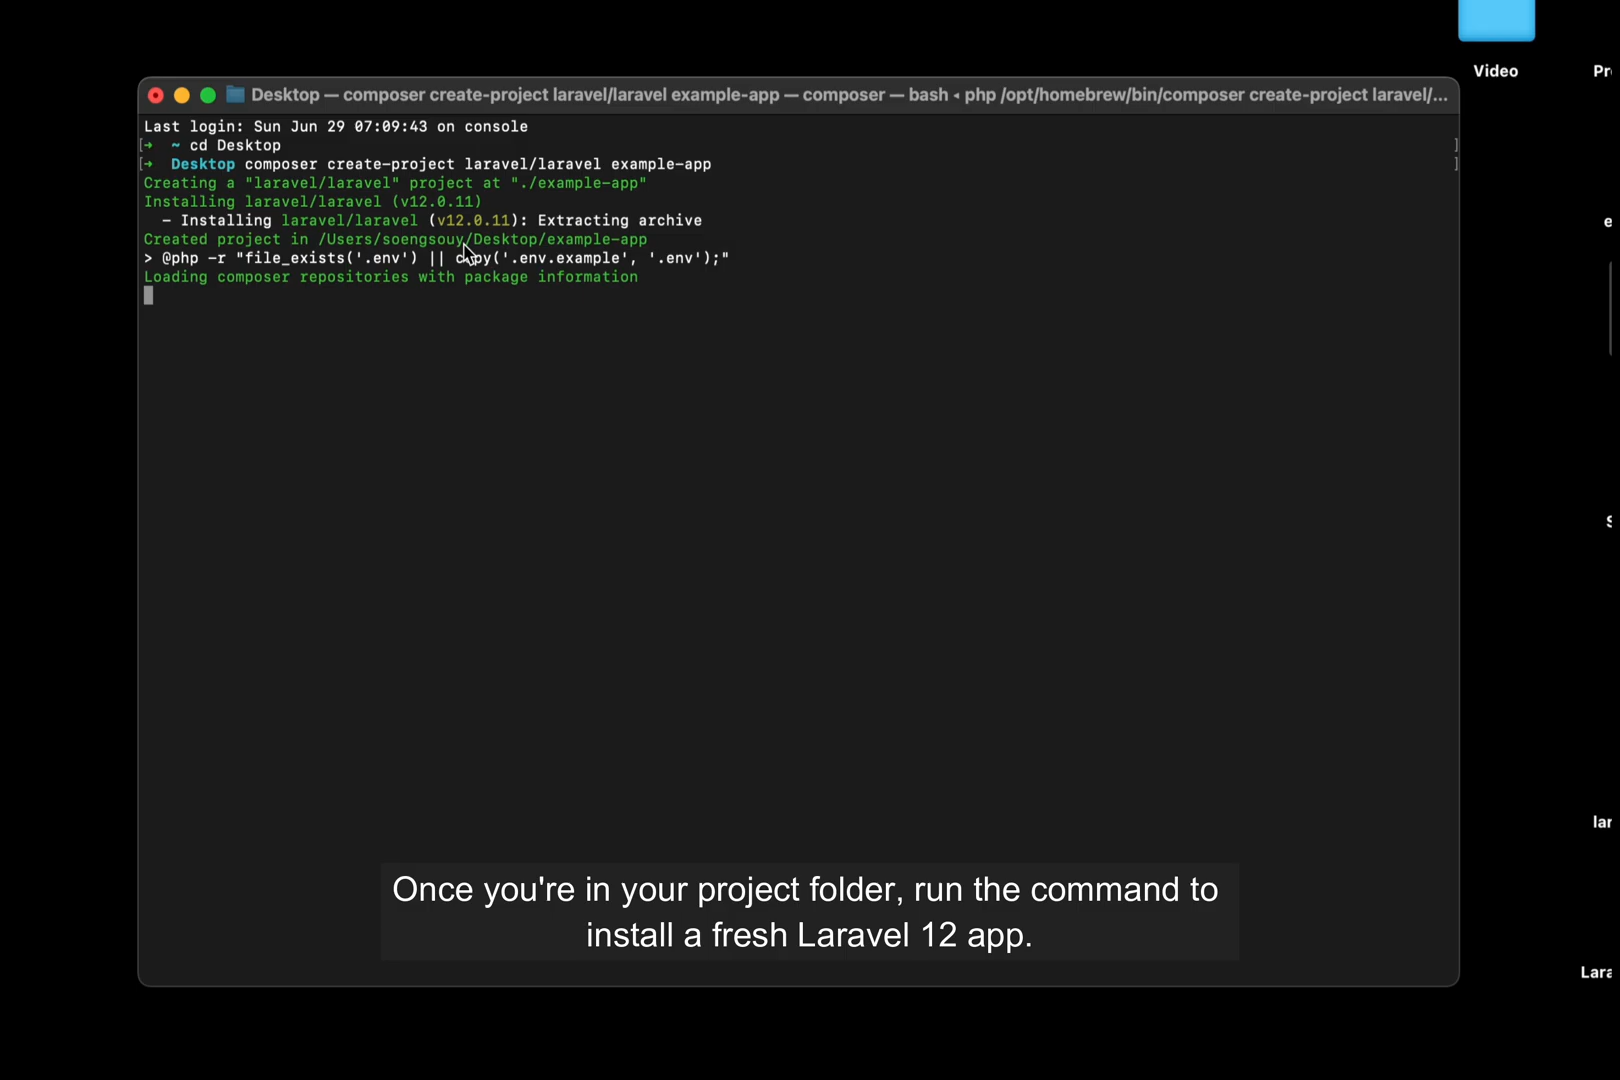 Video
Desktop — composer create-project laravel/laravel example-app — composer — bash ◂ php /opt/homebrew/bin/composer create-project laravel/...
Last login: Sun Jun 29 07:09:43 on console
[→ ~ cd Desktop ]
[→ Desktop composer create-project laravel/laravel example-app ]
Creating a "laravel/laravel" project at "./example-app"
Installing laravel/laravel (v12.0.11)
- Installing laravel/laravel (v12.0.11): Extracting archive
Created project in /Users/soengsouy/Desktop/example-app
> @php -r "file_exists('.env') || copy('.env.example', '.env');"
Loading composer repositories with package information
Once you're in your project folder, run the command to
install a fresh Laravel 12 app.